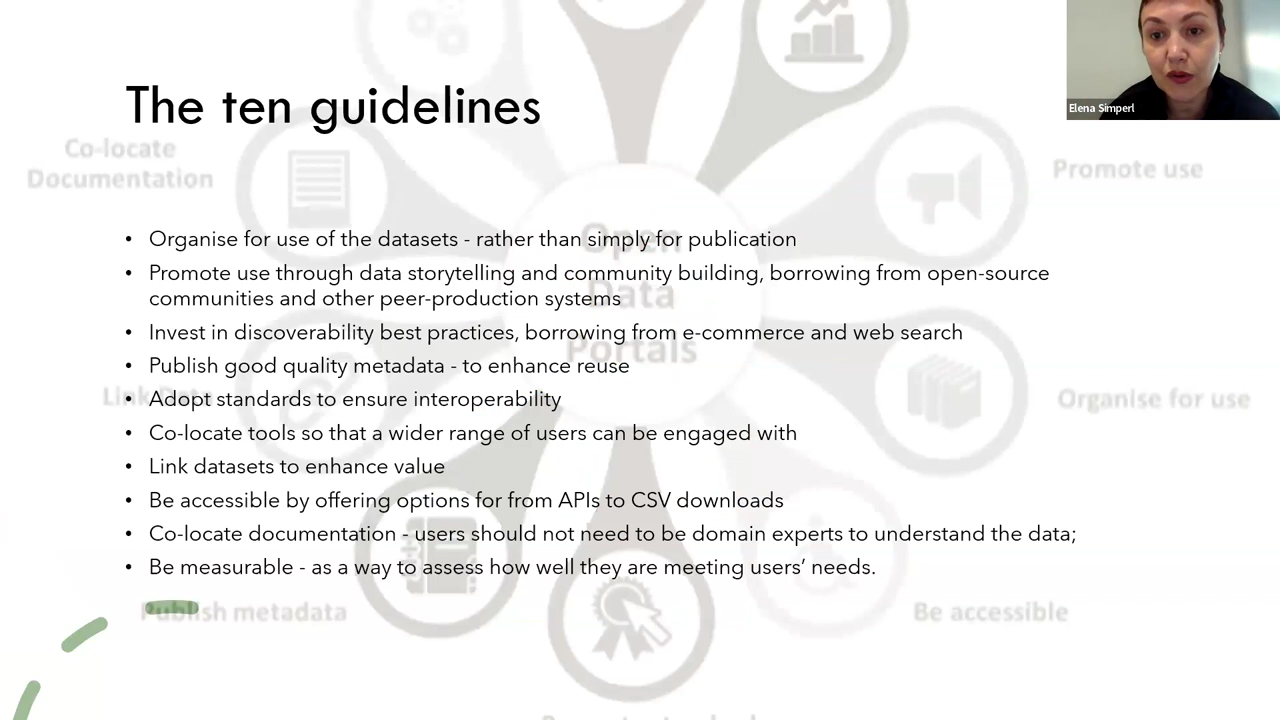 The ten guidelines
Elena Simperl
Co-locate
Documentation
Promote use
Open
Data
Portals
• Organise for use of the datasets - rather than simply for publication
• Promote use through data storytelling and community building, borrowing from open-source
communities and other peer-production systems
• Invest in discoverability best practices, borrowing from e-commerce and web search
• Publish good quality metadata - to enhance reuse
• Adopt standards to ensure interoperability
• Co-locate tools so that a wider range of users can be engaged with
• Link datasets to enhance value
• Be accessible by offering options for from APIs to CSV downloads
• Co-locate documentation - users should not need to be domain experts to understand the data;
• Be measurable - as a way to assess how well they are meeting users’ needs.
Link
Organise for use
Publish metadata
Be accessible